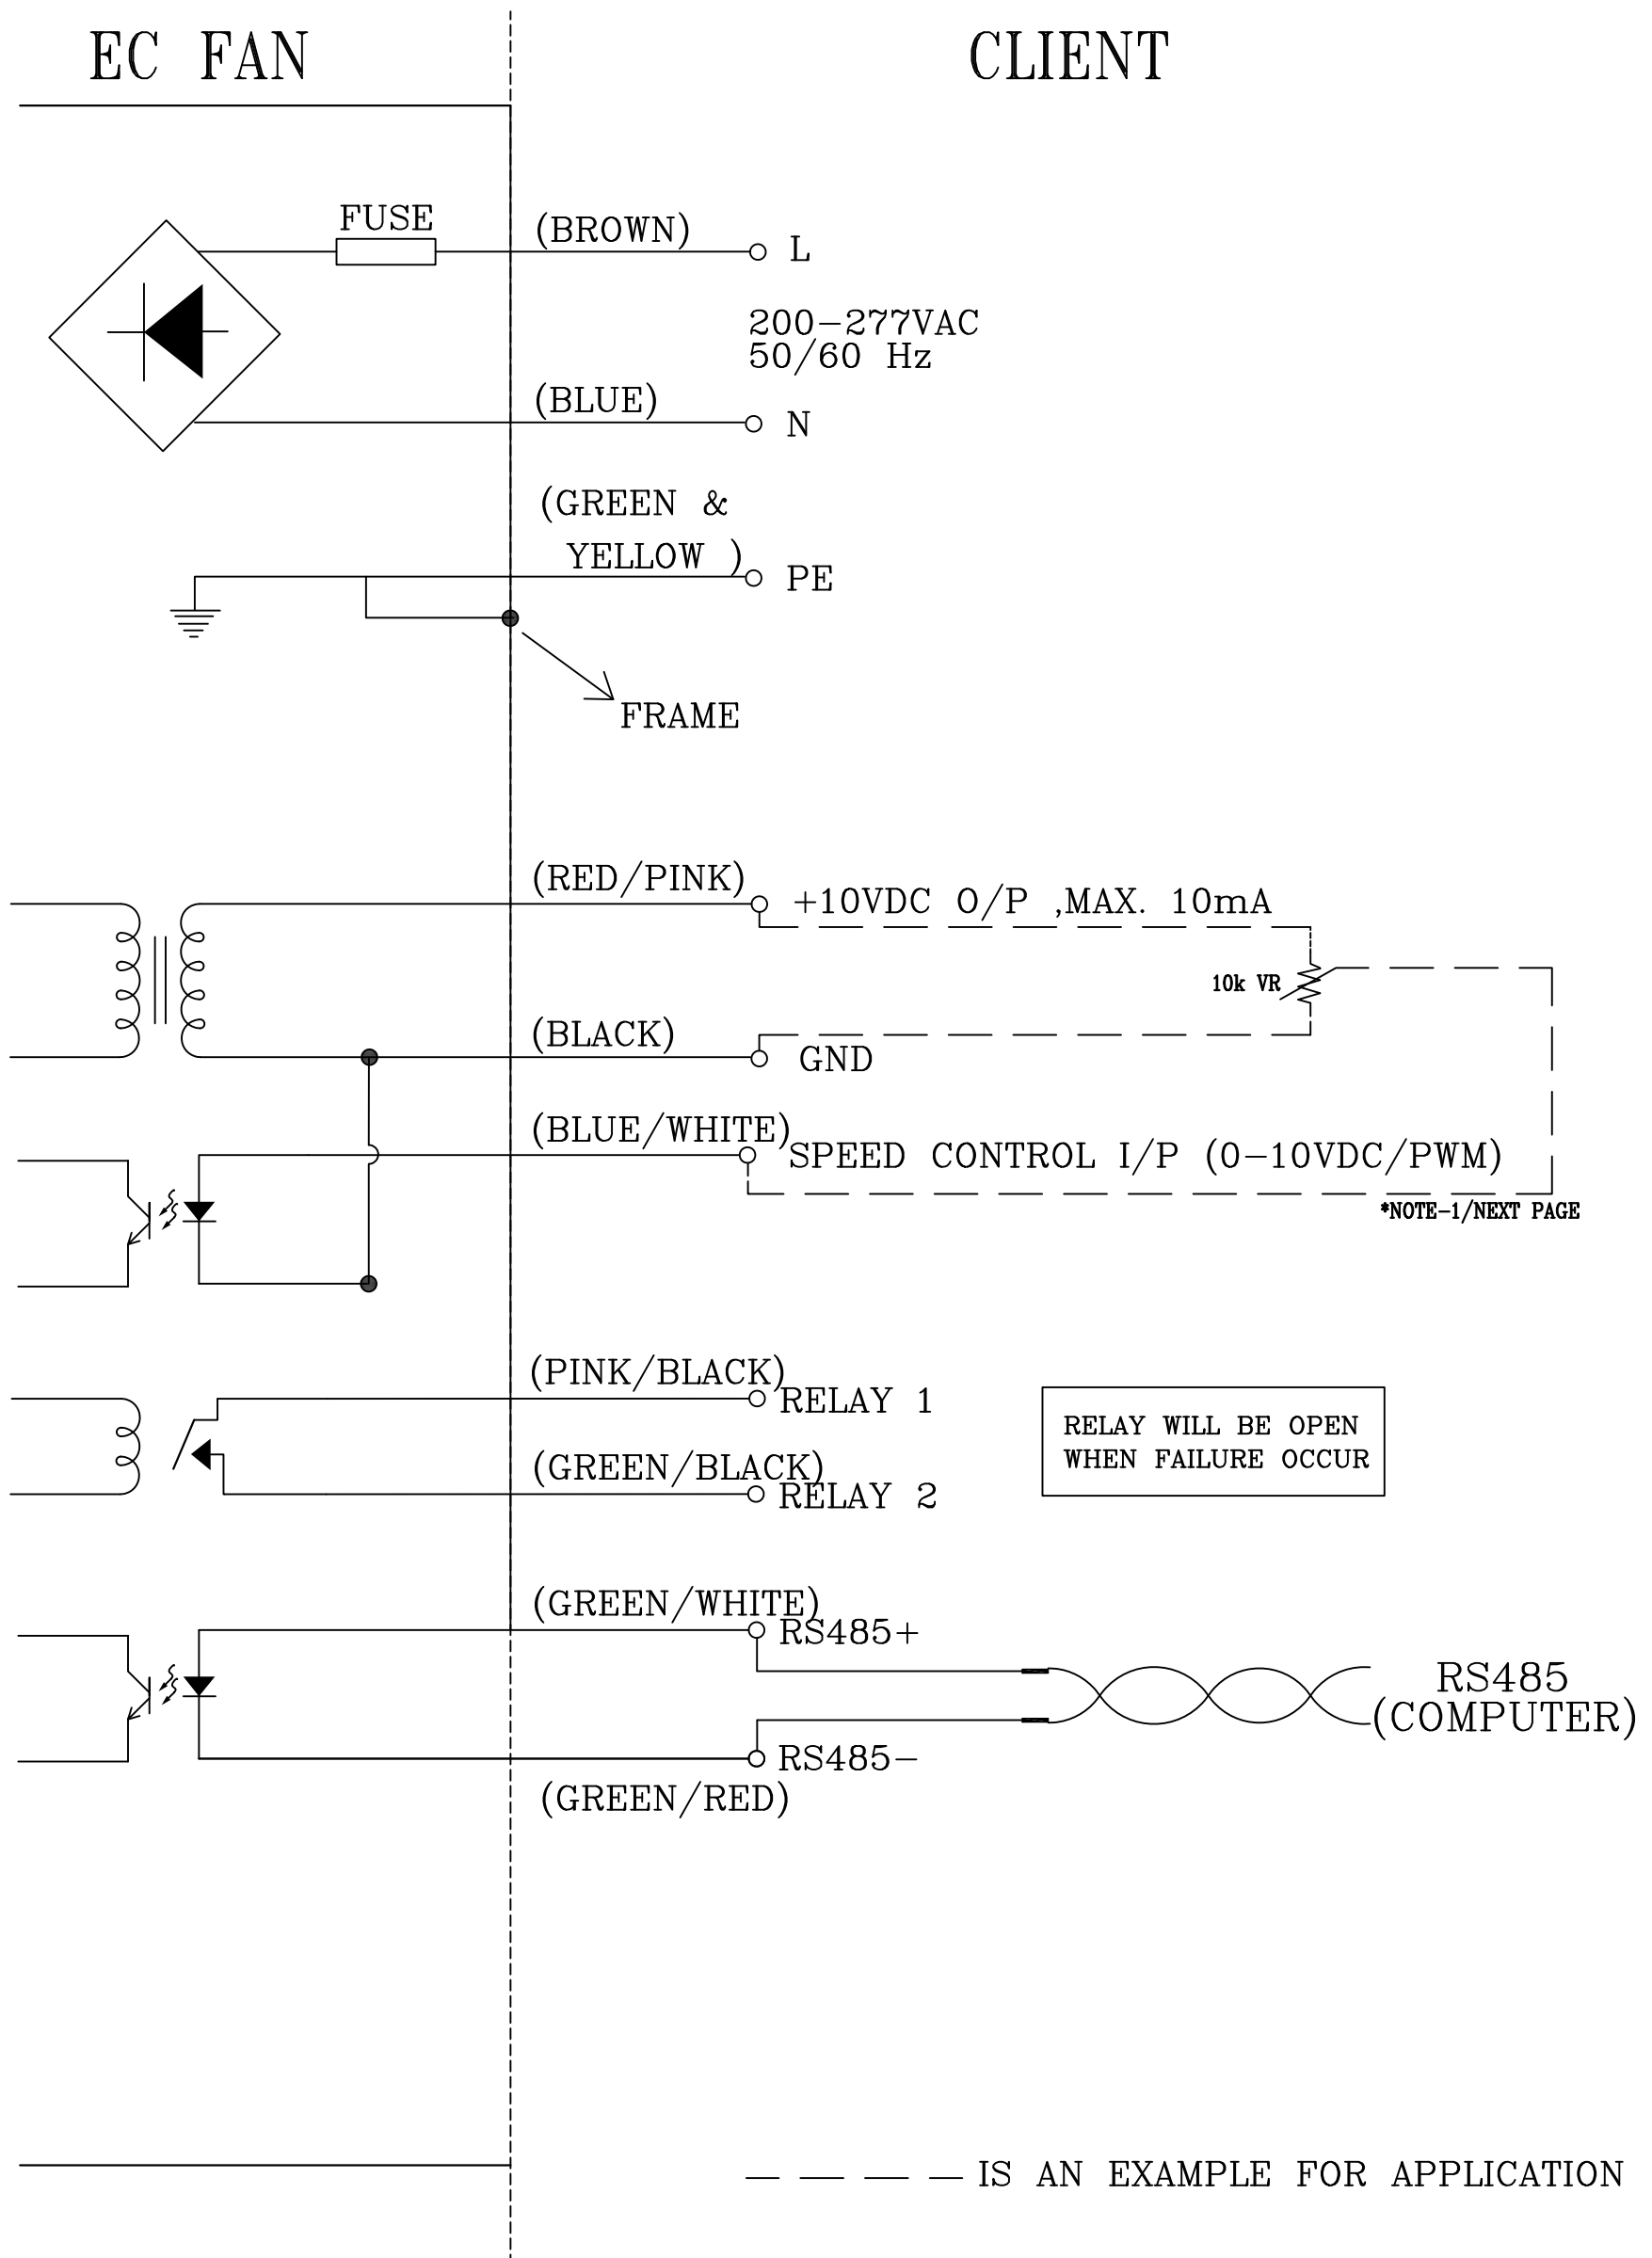 EC FAN
CLIENT
FUSE
(BROWN)
L
200-277VAC
50/60 Hz
(BLUE)
N
(GREEN &
YELLOW )
PE
FRAME
(RED/PINK)
+10VDC O/P ,MAX. 10mA
10k VR
(BLACK)
GND
(BLUE/WHITE)
SPEED CONTROL I/P (0-10VDC/PWM)
*NOTE-1/NEXT PAGE
(PINK/BLACK)
RELAY 1
RELAY WILL BE OPEN
WHEN FAILURE OCCUR
(GREEN/BLACK)
RELAY 2
(GREEN/WHITE)
RS485+
RS485
(COMPUTER)
RS485-
(GREEN/RED)
IS AN EXAMPLE FOR APPLICATION